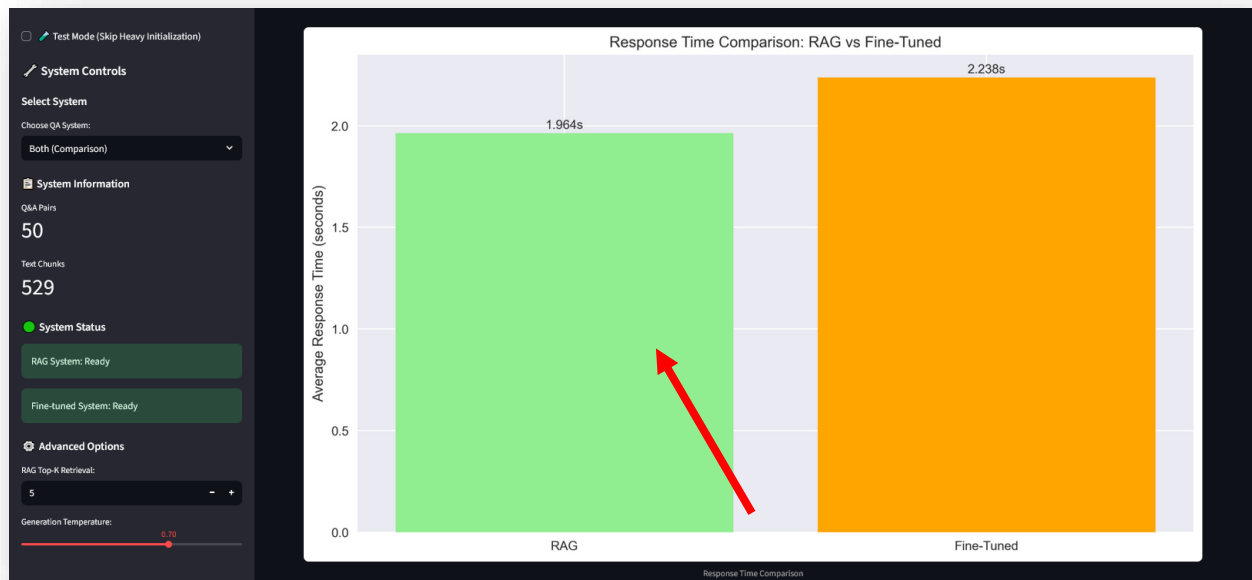 Test Mode (Skip Heavy Initialization)
System Controls
Select System
Choose QA System:
Both (Comparison)
System Information
Q&A Pairs
50
Text Chunks
529
System Status
RAG System: Ready
Fine-tuned System: Ready
Advanced Options
RAG Top-K Retrieval:
5 - +
Generation Temperature:
0.70
Response Time Comparison: RAG vs Fine-Tuned
2.238s
1.964s
2.0
1.5
1.0
0.5
0.0
Average Response Time (seconds)
RAG Fine-Tuned
Response Time Comparison